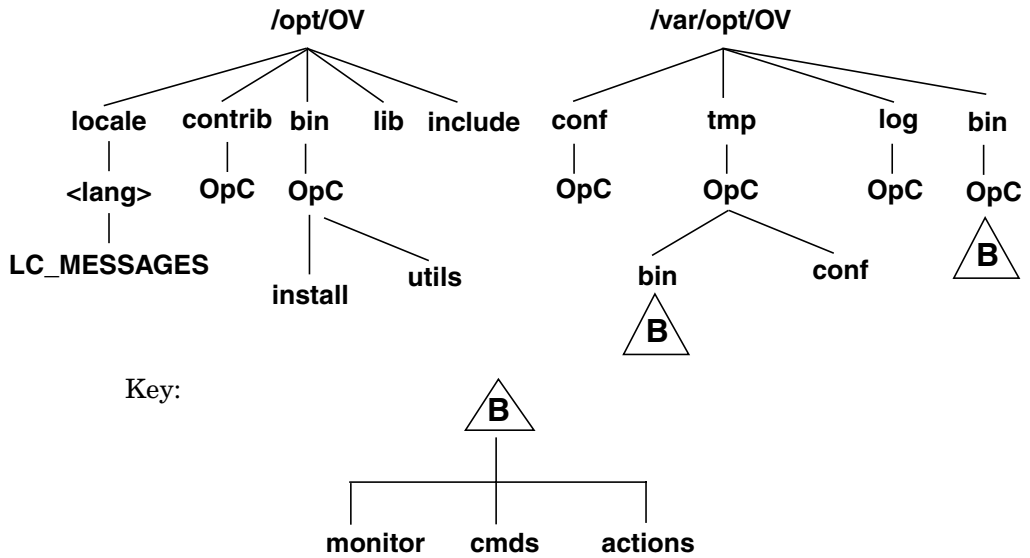 /opt/OV /var/opt/OV
locale contrib bin lib include conf tmp log bin
<lang> OpC OpC OpC OpC OpC OpC
LC_MESSAGES install utils bin conf B
B
Key: B
monitor cmds actions